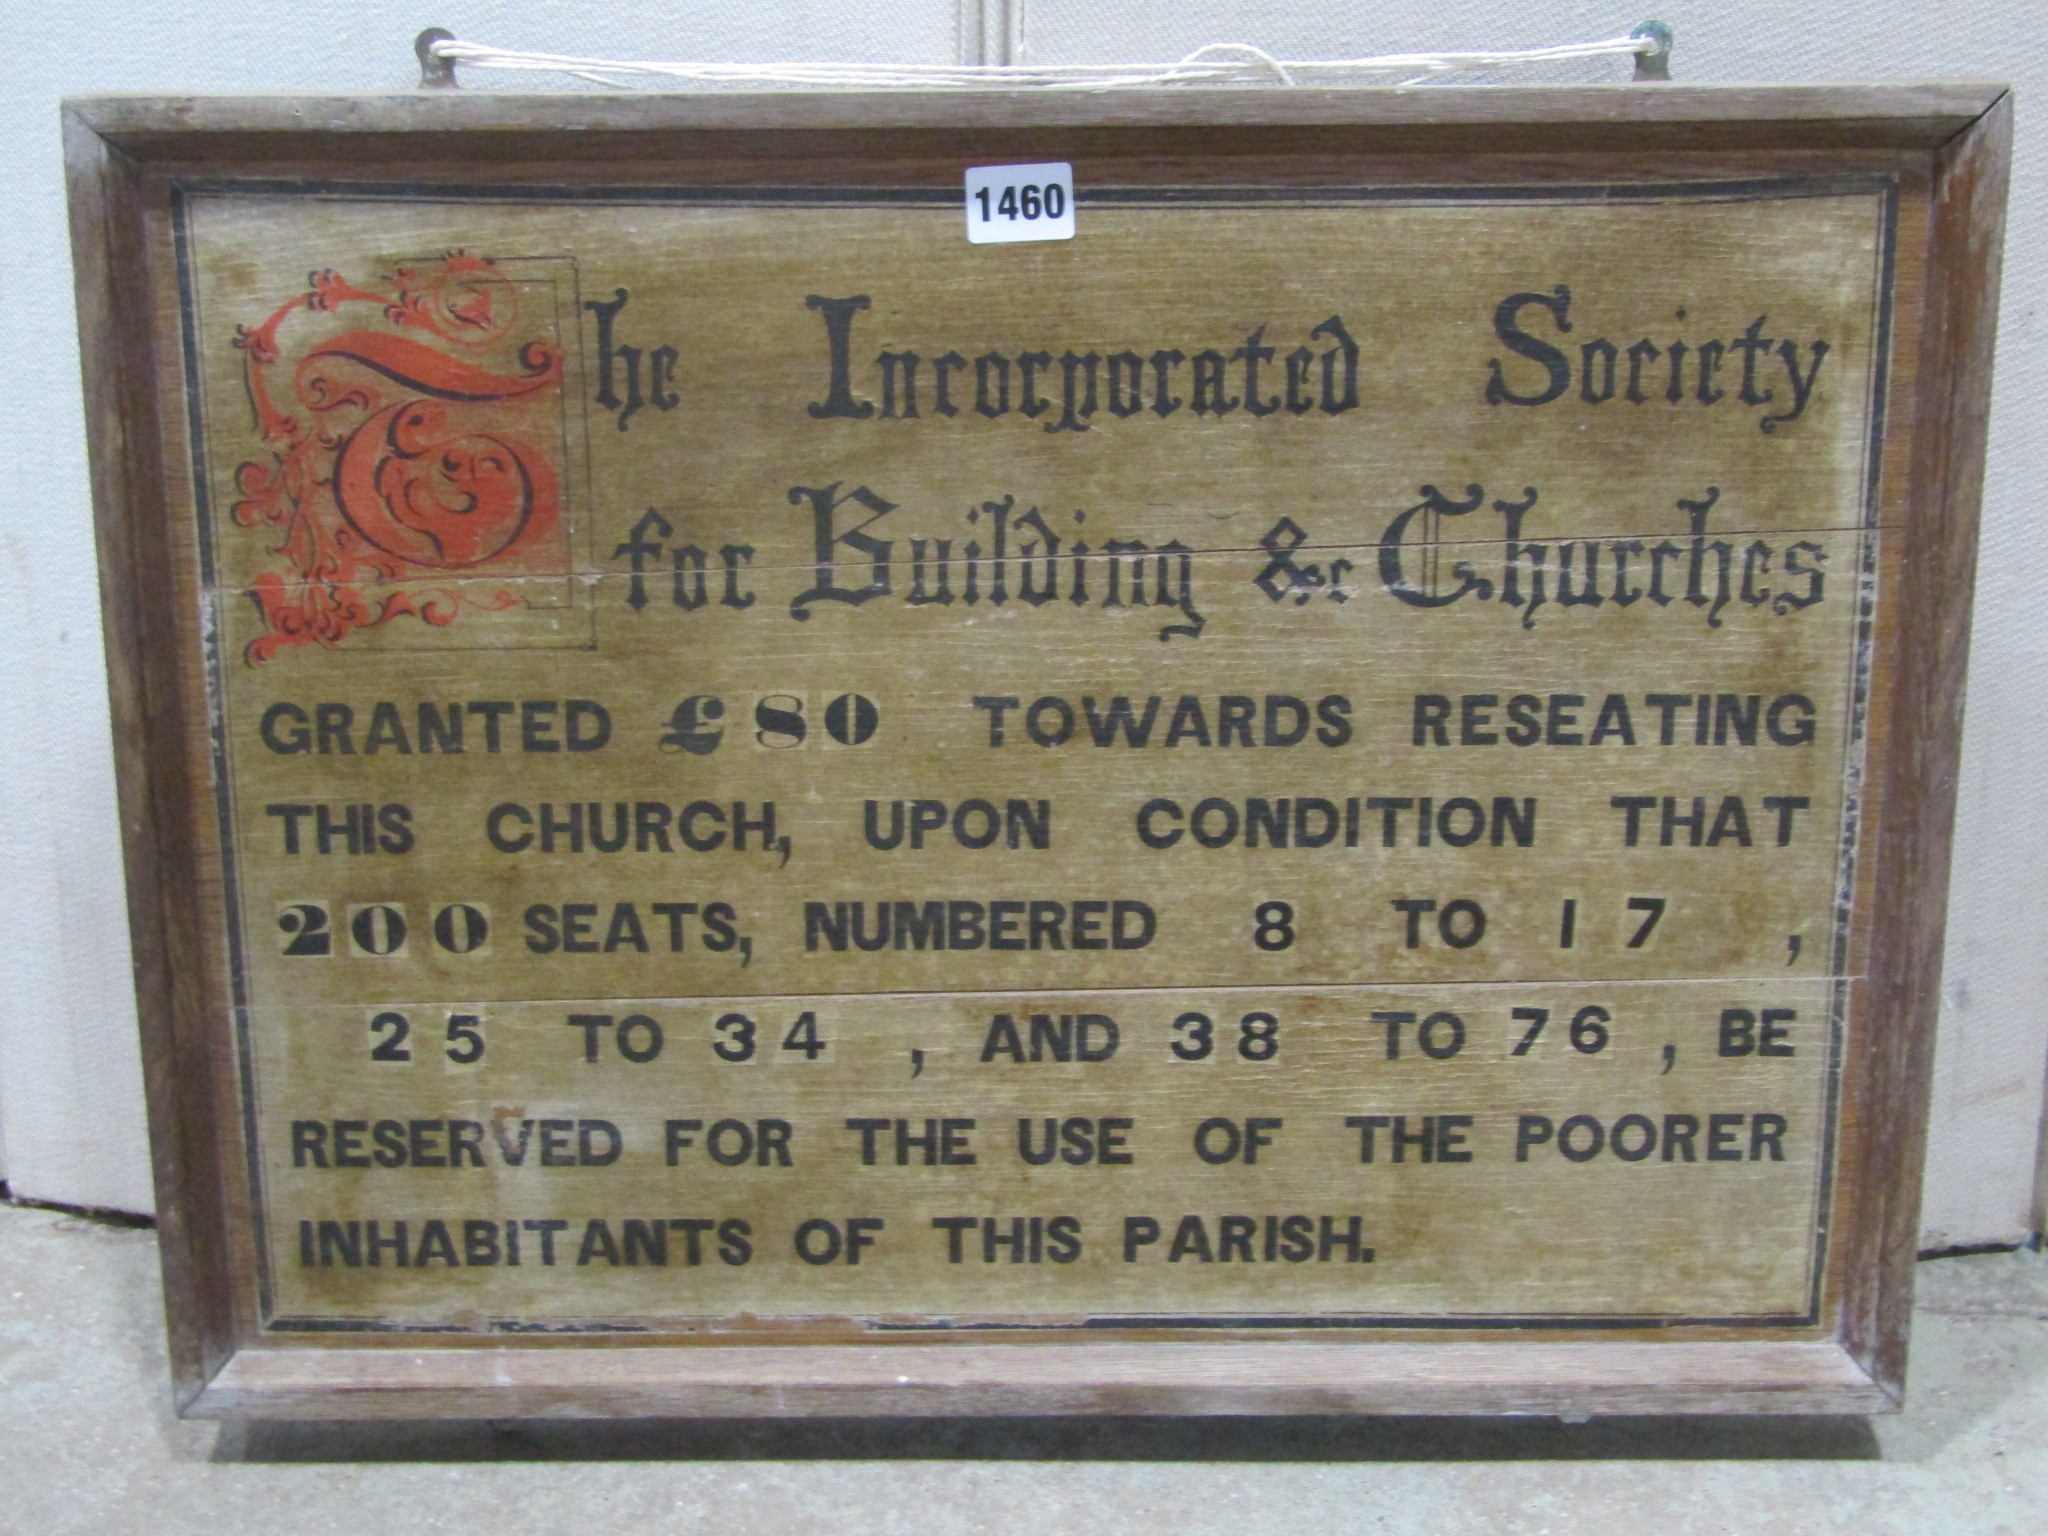 1460
The Incorporated Society
for Building &c Churches
GRANTED £80 TOWARDS RESEATING
THIS CHURCH, UPON CONDITION THAT
200 SEATS, NUMBERED 8 TO 17,
25 TO 34, AND 38 TO 76, BE
RESERVED FOR THE USE OF THE POORER
INHABITANTS OF THIS PARISH.